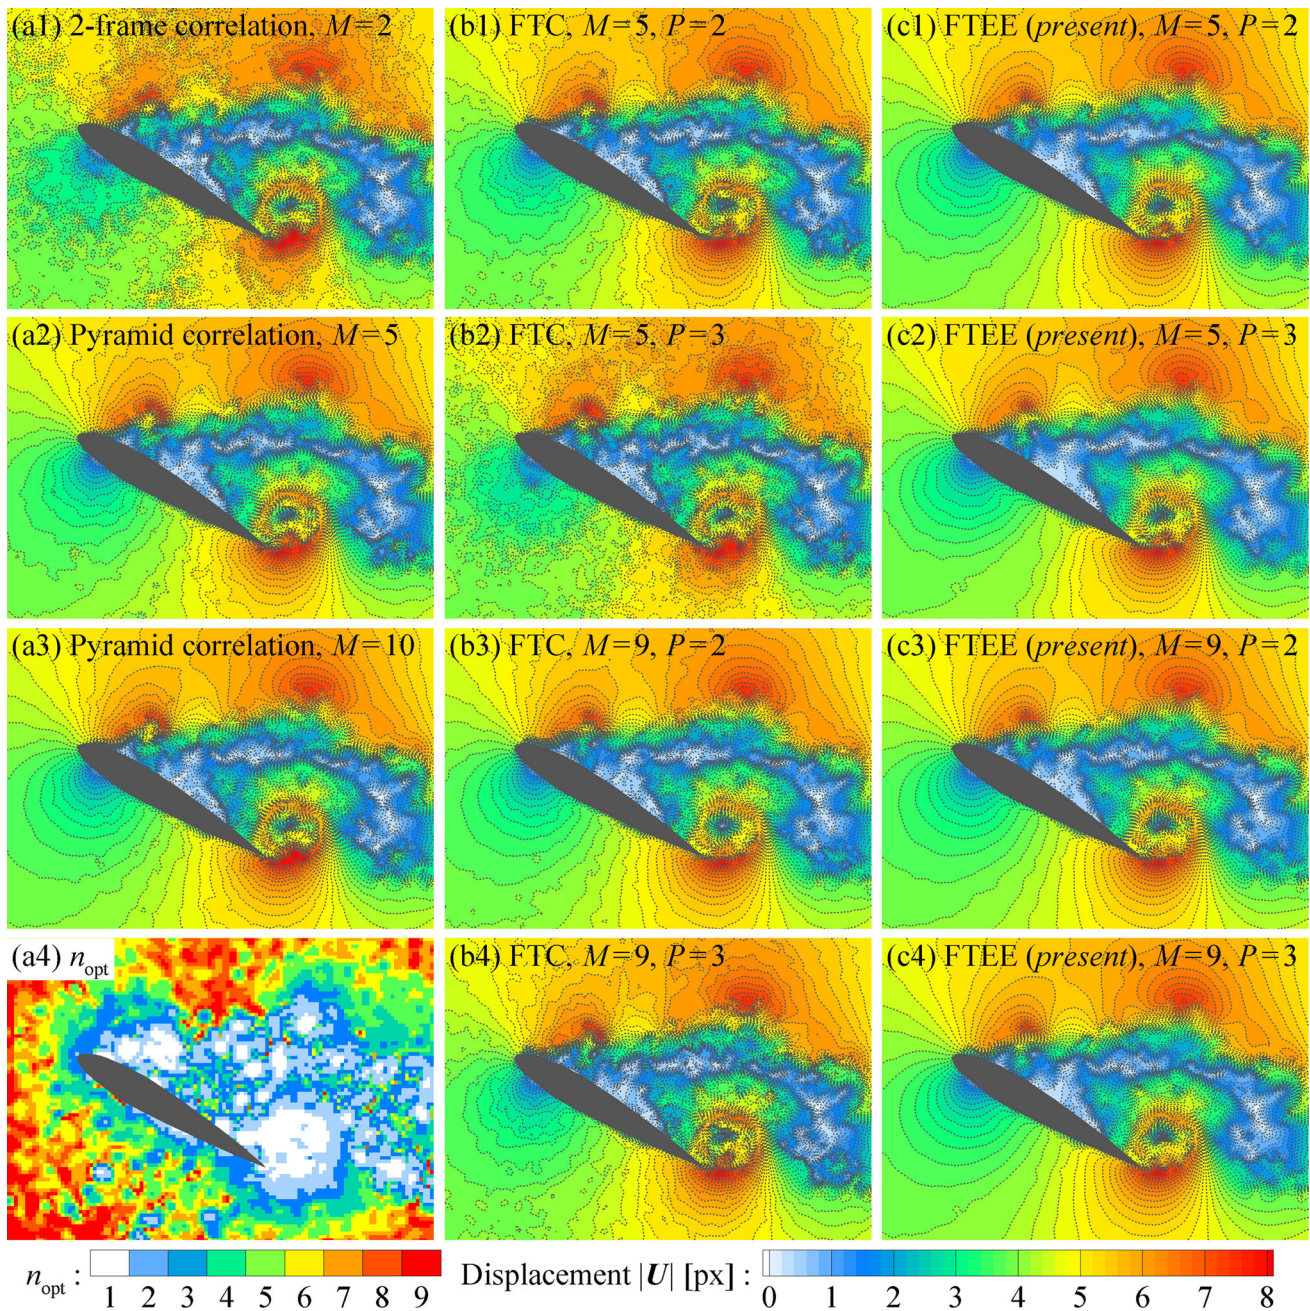 (a1) 2-frame correlation, M=2
(b1) FTC, M=5, P=2
(c1) FTEE (present), M=5, P=2
(a2) Pyramid correlation, M=5
(b2) FTC, M=5, P=3
(c2) FTEE (present), M=5, P=3
(a3) Pyramid correlation, M=10
(b3) FTC, M=9, P=2
(c3) FTEE (present), M=9, P=2
(a4) nopt
(b4) FTC, M=9, P=3
(c4) FTEE (present), M=9, P=3
nopt :
1 2 3 4 5 6 7 8 9
Displacement |U| [px] :
0 1 2 3 4 5 6 7 8